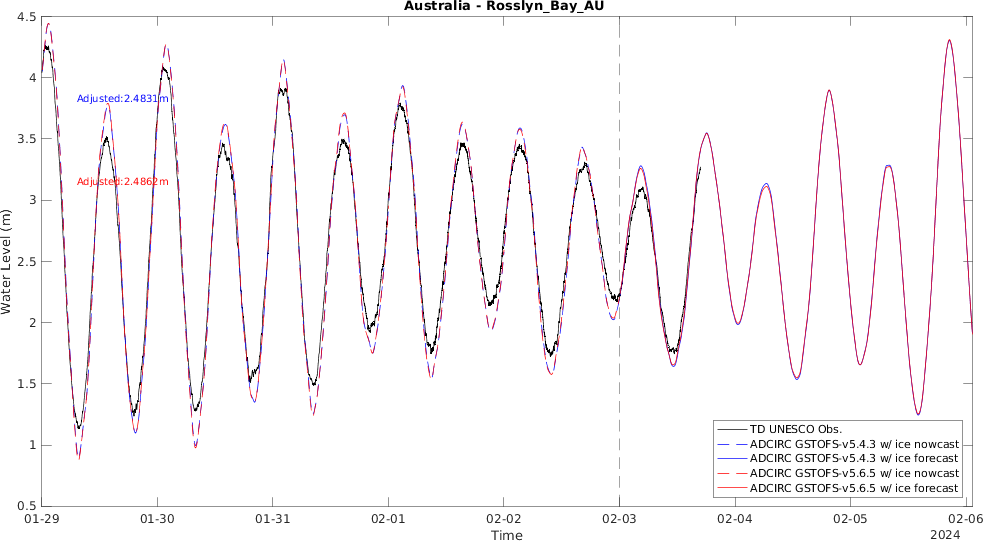 Australia - Rosslyn_Bay_AU
4.5
4
3.5
3
2.5
2
1.5
1
0.5
Water Level (m)
Adjusted:2.4831m
Adjusted:2.4862m
TD UNESCO Obs.
ADCIRC GSTOFS-v5.4.3 w/ ice nowcast
ADCIRC GSTOFS-v5.4.3 w/ ice forecast
ADCIRC GSTOFS-v5.6.5 w/ ice nowcast
ADCIRC GSTOFS-v5.6.5 w/ ice forecast
01-29 01-30 01-31 02-01 02-02 02-03 02-04 02-05 02-06
Time 2024